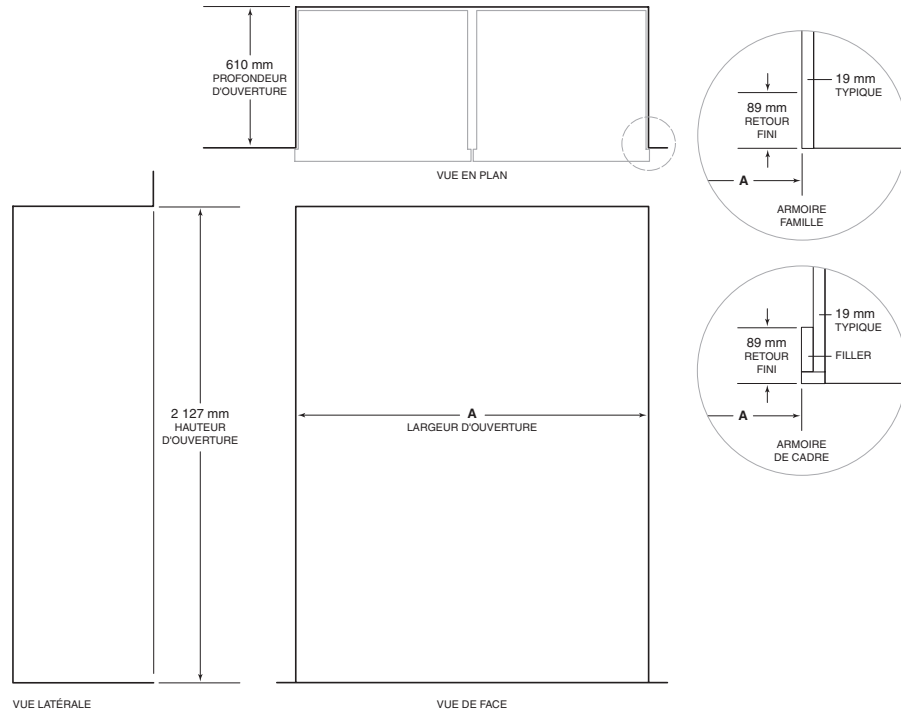 610 mm
PROFONDEUR
D'OUVERTURE
VUE EN PLAN
19 mm
TYPIQUE
89 mm
RETOUR
FINI
A
ARMOIRE
FAMILLE
19 mm
TYPIQUE
89 mm
RETOUR
FINI
FILLER
A
ARMOIRE
DE CADRE
2 127 mm
HAUTEUR
D'OUVERTURE
A
LARGEUR D'OUVERTURE
VUE LATÉRALE
VUE DE FACE